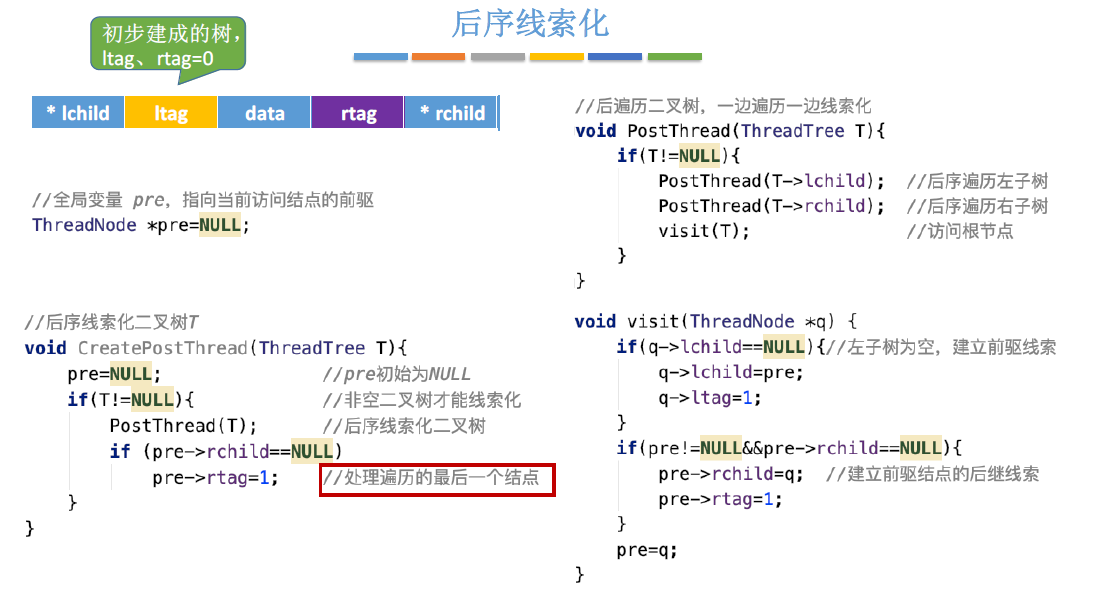 后序线索化
初步建成的树，
ltag、rtag=0
* lchild ltag data rtag * rchild
//全局变量 pre，指向当前访问结点的前驱
ThreadNode *pre=NULL;
//后序线索化二叉树T
void CreatePostThread(ThreadTree T){
pre=NULL; //pre初始为NULL
if(T!=NULL){ //非空二叉树才能线索化
PostThread(T); //后序线索化二叉树
if (pre->rchild==NULL)
pre->rtag=1; //处理遍历的最后一个结点
}
}
//后遍历二叉树，一边遍历一边线索化
void PostThread(ThreadTree T){
if(T!=NULL){
PostThread(T->lchild); //后序遍历左子树
PostThread(T->rchild); //后序遍历右子树
visit(T); //访问根节点
}
}
void visit(ThreadNode *q) {
if(q->lchild==NULL){//左子树为空，建立前驱线索
q->lchild=pre;
q->ltag=1;
}
if(pre!=NULL&&pre->rchild==NULL){
pre->rchild=q; //建立前驱结点的后继线索
pre->rtag=1;
}
pre=q;
}